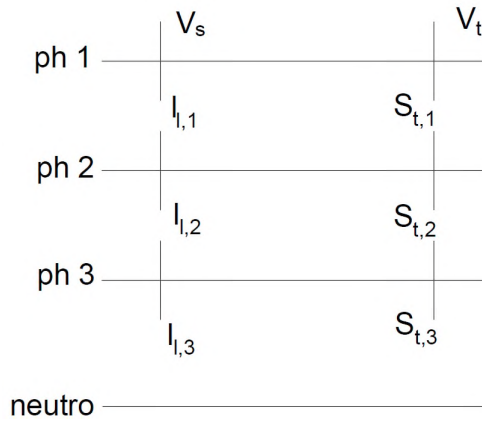 Vs Vt
ph 1
Il,1 St,1
ph 2
Il,2 St,2
ph 3
Il,3 St,3
neutro